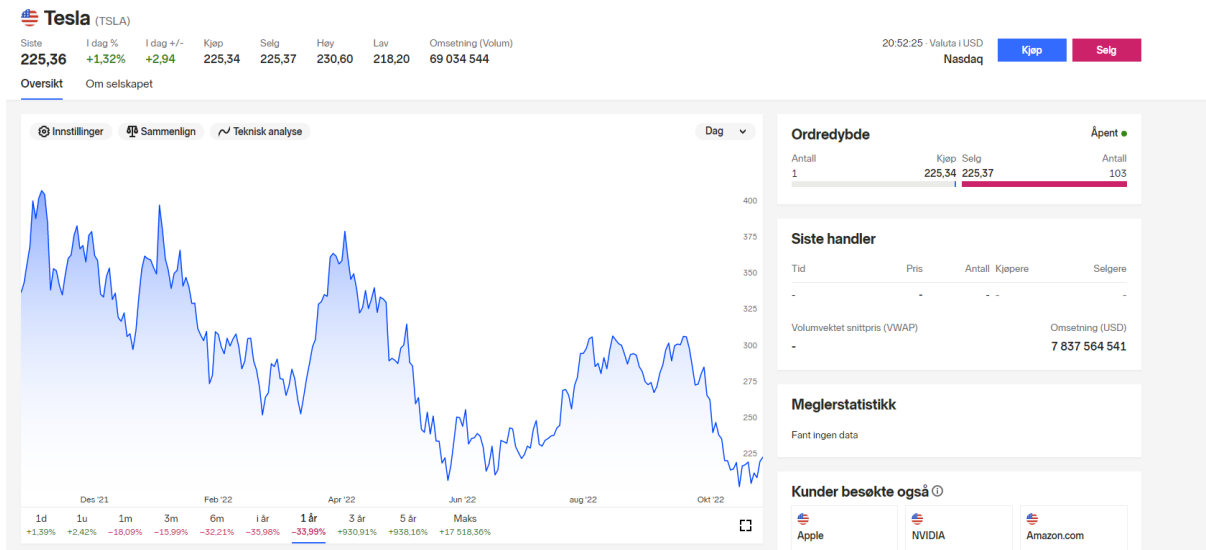 Tesla (TSLA)
Siste I dag % I dag +/- Kjøp Selg Høy Lav Omsetning (Volum)
225,36 +1,32% +2,94 225,34 225,37 230,60 218,20 69 034 544
20:52:25 · Valuta i USD
Nasdaq
Kjøp Selg
Oversikt Om selskapet
Innstillinger Sammenlign Teknisk analyse Dag
400
375
350
325
300
275
250
225
Des '21 Feb '22 Apr '22 Jun '22 aug '22 Okt '22
1d 1u 1m 3m 6m i år 1 år 3 år 5 år Maks
+1,39% +2,42% −18,09% −15,99% −32,21% −35,98% −33,99% +930,91% +938,16% +17 518,36%
Ordredybde Åpent
Antall Kjøp Selg Antall
1 225,34 225,37 103
Siste handler
Tid Pris Antall Kjøpere Selgere
- - - - -
Volumvektet snittpris (VWAP) Omsetning (USD)
- 7 837 564 541
Meglerstatistikk
Fant ingen data
Kunder besøkte også
Apple NVIDIA Amazon.com